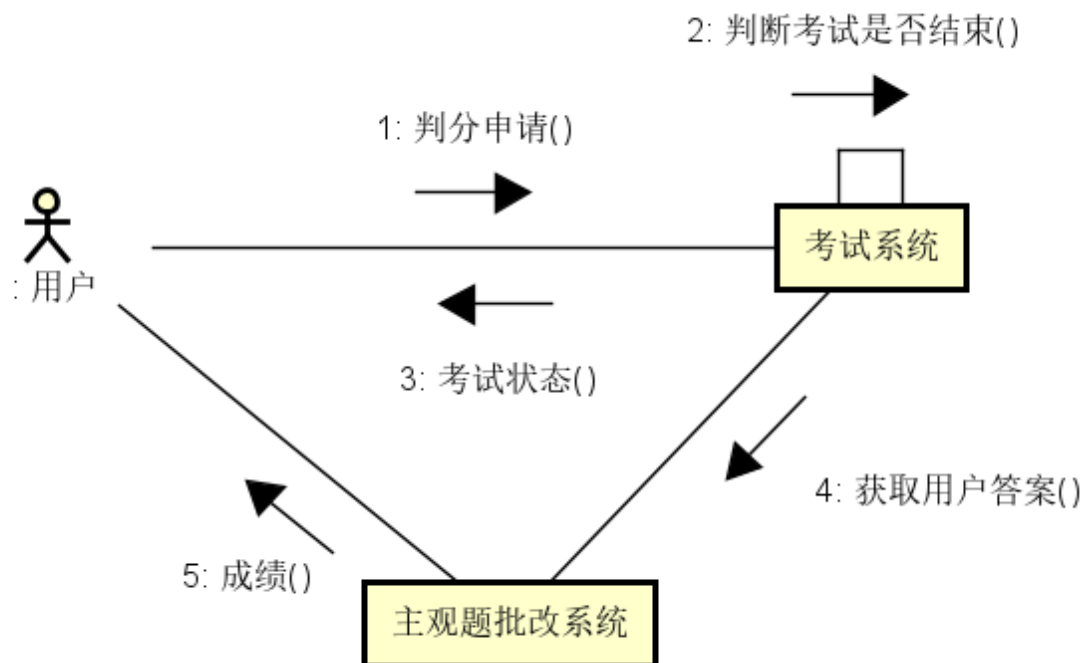 2: 判断考试是否结束()
1: 判分申请()
考试系统
: 用户
3: 考试状态()
4: 获取用户答案()
5: 成绩()
主观题批改系统